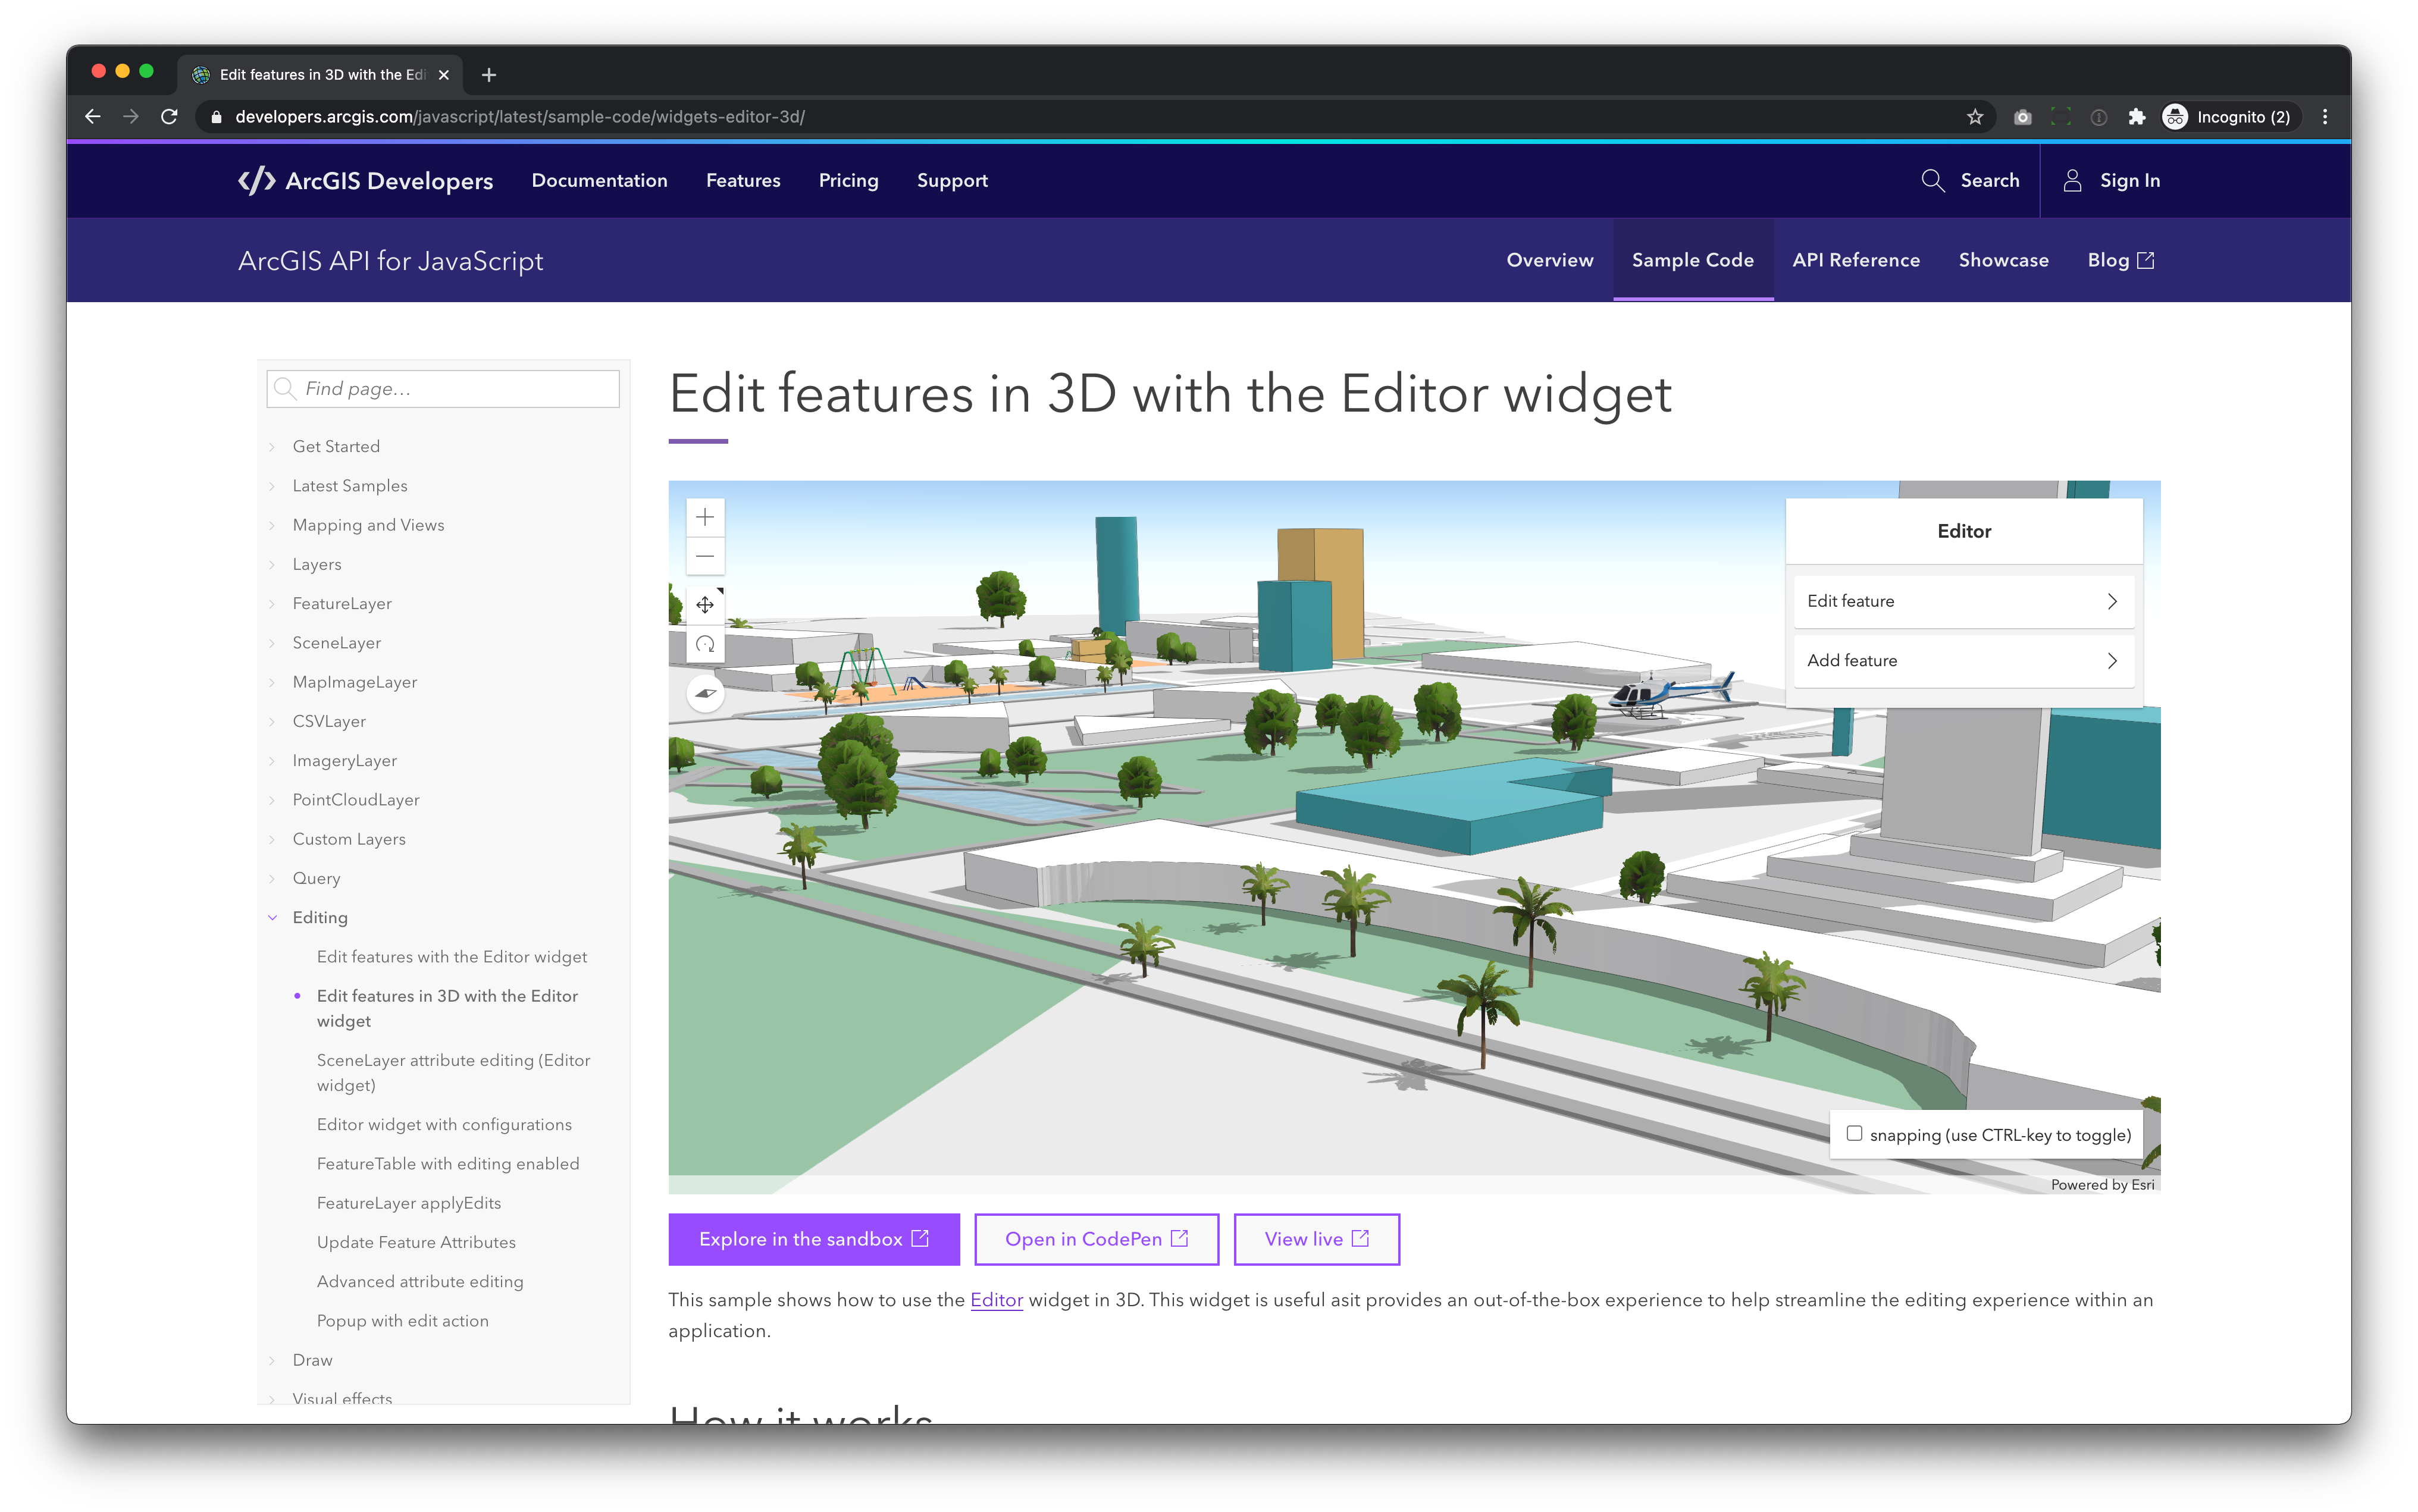 Edit features in 3D with the Edi
developers.arcgis.com/javascript/latest/sample-code/widgets-editor-3d/
Incognito (2)
</> ArcGIS Developers
Documentation
Features
Pricing
Support
Search
Sign In
ArcGIS API for JavaScript
Overview
Sample Code
API Reference
Showcase
Blog
Find page...
Get Started
Latest Samples
Mapping and Views
Layers
FeatureLayer
SceneLayer
MapImageLayer
CSVLayer
ImageryLayer
PointCloudLayer
Custom Layers
Query
Editing
Edit features with the Editor widget
Edit features in 3D with the Editor
widget
SceneLayer attribute editing (Editor
widget)
Editor widget with configurations
FeatureTable with editing enabled
FeatureLayer applyEdits
Update Feature Attributes
Advanced attribute editing
Popup with edit action
Draw
Visual effects
Edit features in 3D with the Editor widget
Editor
Edit feature
Add feature
snapping (use CTRL-key to toggle)
Powered by Esri
Explore in the sandbox
Open in CodePen
View live
This sample shows how to use the Editor widget in 3D. This widget is useful asit provides an out-of-the-box experience to help streamline the editing experience within an
application.
How it works